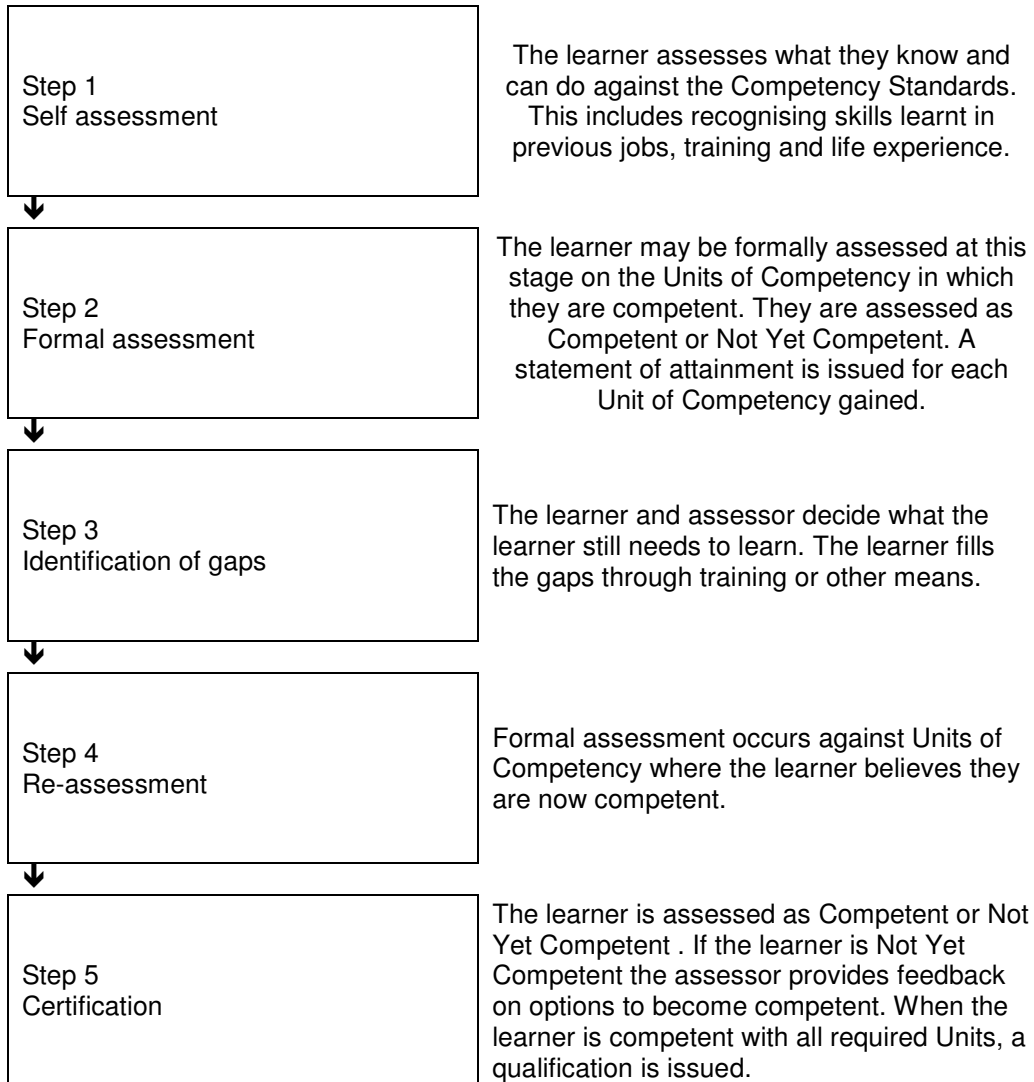 Step 1
Self assessment
The learner assesses what they know and
can do against the Competency Standards.
This includes recognising skills learnt in
previous jobs, training and life experience.
Step 2
Formal assessment
The learner may be formally assessed at this
stage on the Units of Competency in which
they are competent. They are assessed as
Competent or Not Yet Competent. A
statement of attainment is issued for each
Unit of Competency gained.
Step 3
Identification of gaps
The learner and assessor decide what the
learner still needs to learn. The learner fills
the gaps through training or other means.
Step 4
Re-assessment
Formal assessment occurs against Units of
Competency where the learner believes they
are now competent.
Step 5
Certification
The learner is assessed as Competent or Not
Yet Competent . If the learner is Not Yet
Competent the assessor provides feedback
on options to become competent. When the
learner is competent with all required Units, a
qualification is issued.